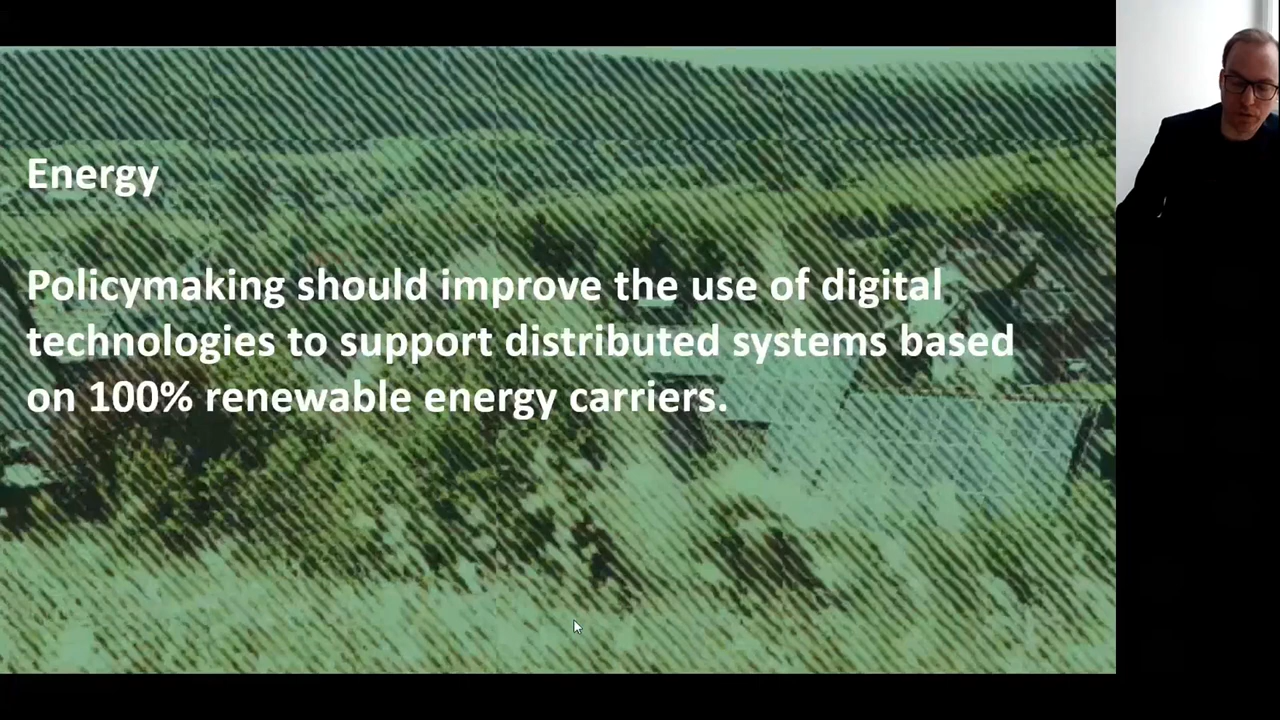 Energy
Policymaking should improve the use of digital
technologies to support distributed systems based
on 100% renewable energy carriers.